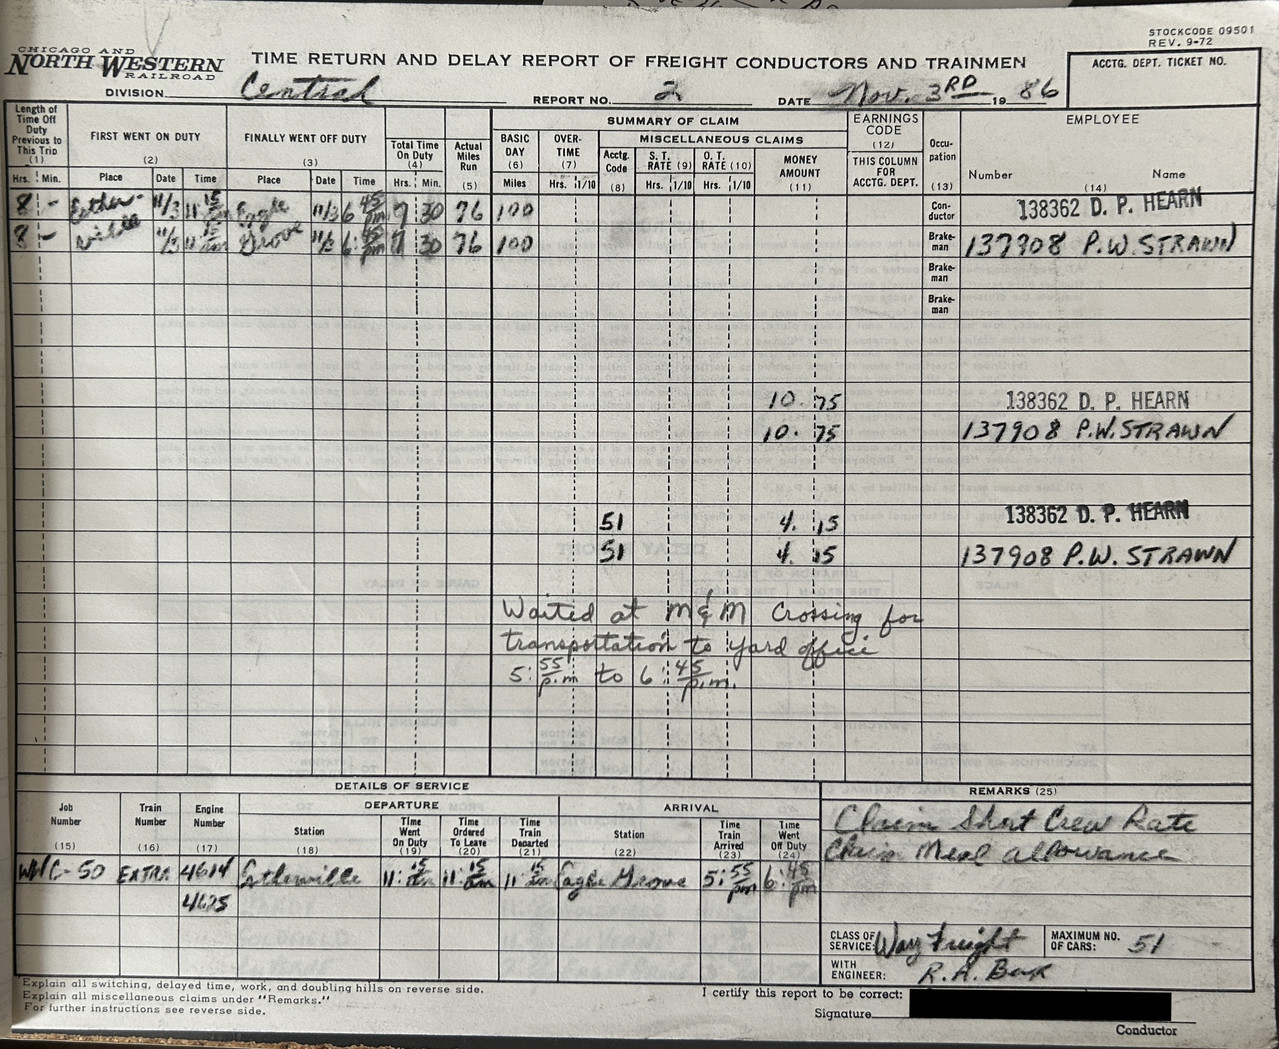 STOCKCODE 09501
REV. 9-72
CHICAGO AND
NORTH WESTERN
RAILROAD
TIME RETURN AND DELAY REPORT OF FREIGHT CONDUCTORS AND TRAINMEN
ACCTG. DEPT. TICKET NO.
DIVISION Central REPORT NO. 2 DATE Nov. 3RD 1986
Length of Time Off Duty Previous to This Trip (1)
FIRST WENT ON DUTY (2)
FINALLY WENT OFF DUTY (3)
Total Time On Duty (4)
Actual Miles Run (5)
SUMMARY OF CLAIM
BASIC DAY (6)
OVER-TIME (7)
MISCELLANEOUS CLAIMS
Acctg. Code (8)
S. T. RATE (9)
O. T. RATE (10)
MONEY AMOUNT (11)
EARNINGS CODE (12)
THIS COLUMN FOR ACCTG. DEPT.
Occu-pation (13)
EMPLOYEE
Number (14) Name
Hrs. Min. Place Date Time Place Date Time Hrs. Min. Miles Hrs. 1/10 Hrs. 1/10 Hrs. 1/10
8 - Esther- 11/3 11:15 am Eagle 11/3 6:45 pm 7 30 76 100 Con-ductor 138362 D. P. HEARN
8 - ville 11/3 11:15 am Grove 11/3 6:45 pm 7 30 76 100 Brake-man 137908 P.W. STRAWN
Brake-man
Brake-man
10. 75 138362 D. P. HEARN
10. 75 137908 P.W. STRAWN
51 4. 15 138362 D. P. HEARN
51 4. 15 137908 P.W. STRAWN
Waited at M&M Crossing for
transportation to yard office
5:55 p.m to 6:45 p.m.
DETAILS OF SERVICE
REMARKS (25)
Job Number (15)
Train Number (16)
Engine Number (17)
DEPARTURE
Station (18)
Time Went On Duty (19)
Time Ordered To Leave (20)
Time Train Departed (21)
ARRIVAL
Station (22)
Time Train Arrived (23)
Time Went Off Duty (24)
Claim Short Crew Rate
Claim Meal allowance
C-50 EXTRA 4614 Estherville 11:15 am 11:15 am 11:15 am Eagle Grove 5:55 pm 6:45 pm
4625
CLASS OF SERVICE: Way Freight MAXIMUM NO. OF CARS: 51
WITH ENGINEER: R.A.
Explain all switching, delayed time, work, and doubling hills on reverse side.
Explain all miscellaneous claims under "Remarks."
For further instructions see reverse side.
I certify this report to be correct:
Signature
Conductor